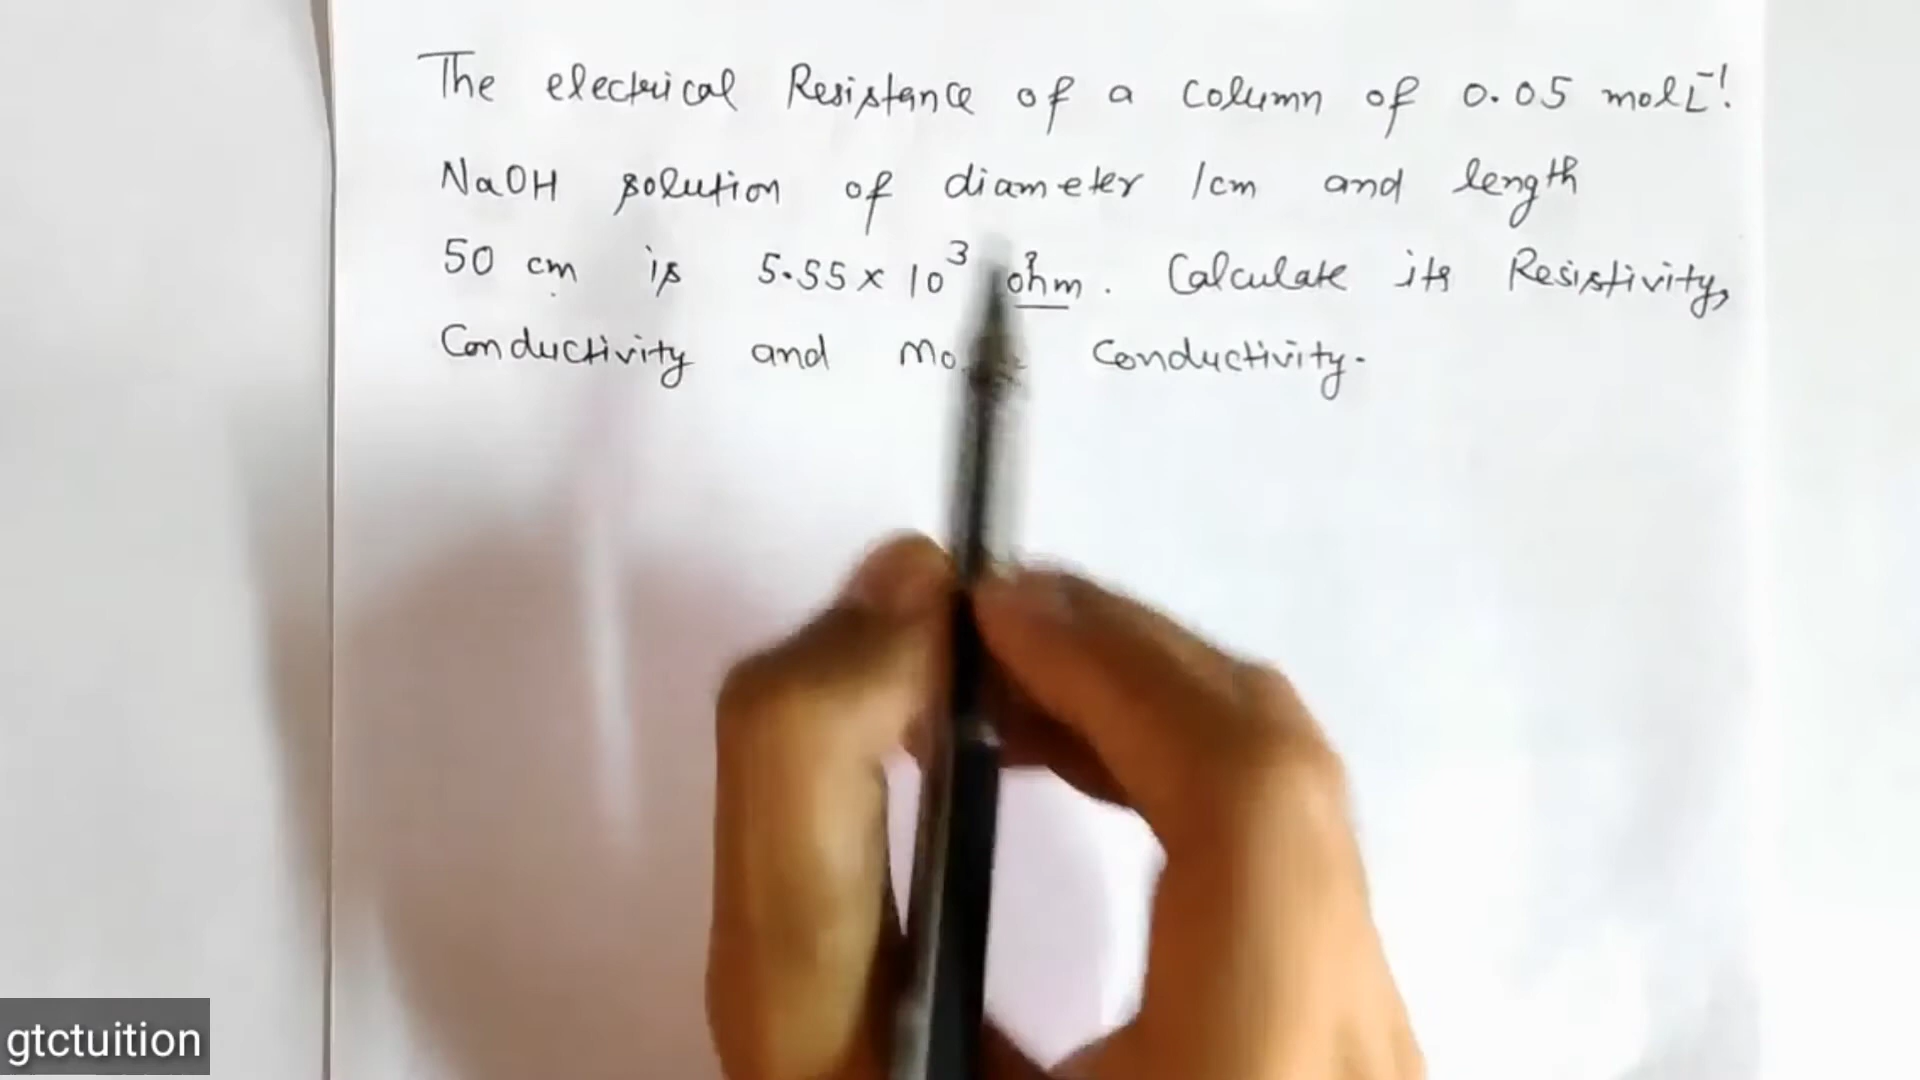 The electrical Resistance of a column of 0.05 mol L⁻¹.
NaOH solution of diameter 1cm and length
50 cm is 5.55 x 10³ ohm. Calculate its Resistivity,
Conductivity and Conductivity.
gtctuition